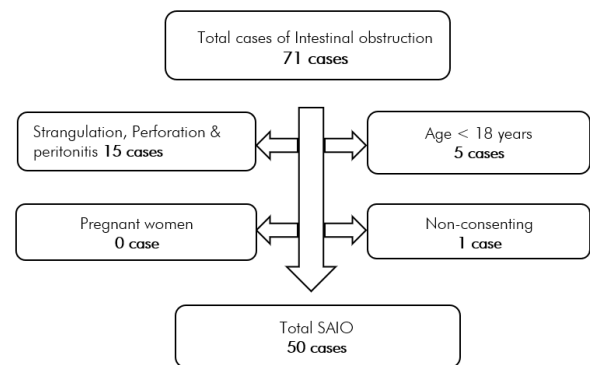 Total cases of Intestinal obstruction
71 cases
Strangulation, Perforation &
peritonitis 15 cases
Age < 18 years
5 cases
Pregnant women
0 case
Non-consenting
1 case
Total SAIO
50 cases